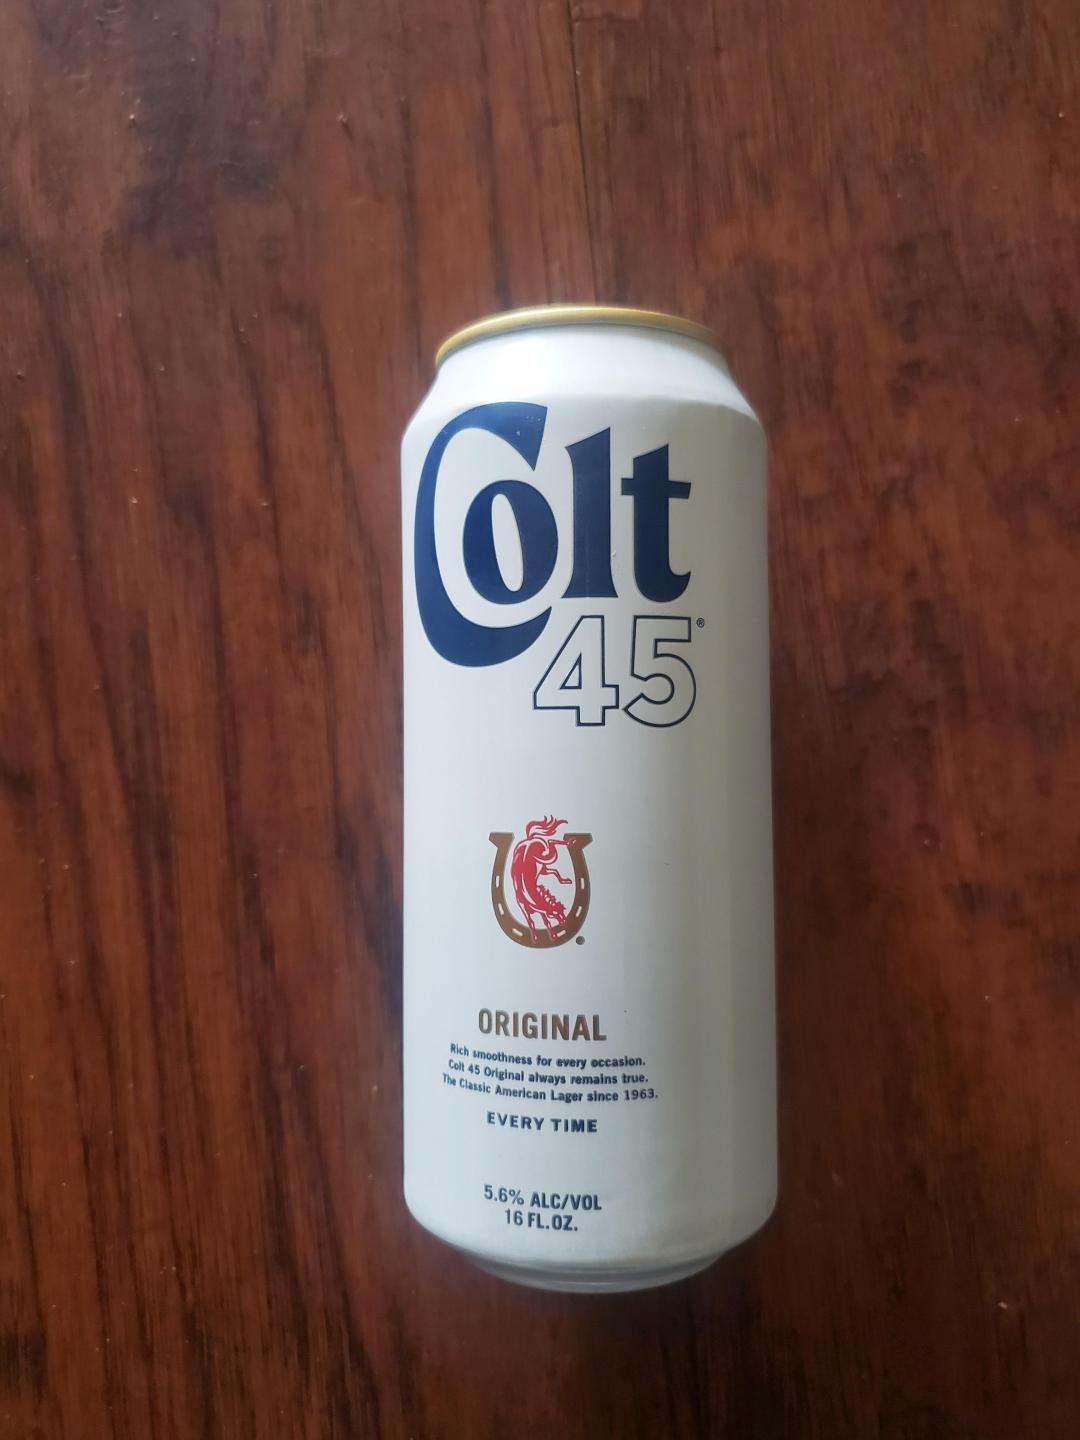 Colt
45®
ORIGINAL
Rich smoothness for every occasion.
Colt 45 Original always remains true.
The Classic American Lager since 1963.
EVERY TIME
5.6% ALC/VOL
16 FL.OZ.